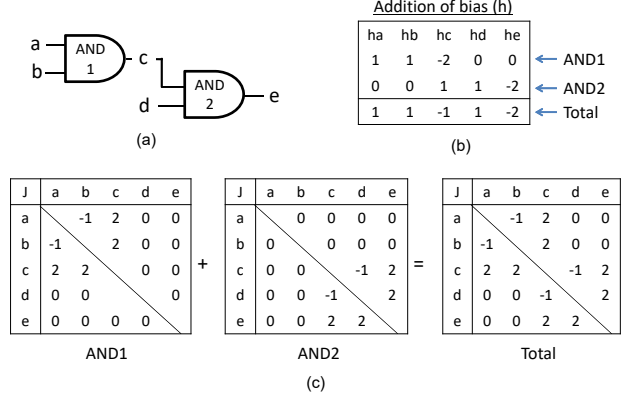 a
b
AND
1
c
d
AND
2
e
(a)
Addition of bias (h)
ha hb hc hd he
1 1 -2 0 0 AND1
0 0 1 1 -2 AND2
1 1 -1 1 -2 Total
(b)
J a b c d e
a -1 2 0 0
b -1 2 0 0
c 2 2 0 0
d 0 0 0
e 0 0 0 0
AND1
+
J a b c d e
a 0 0 0 0
b 0 0 0 0
c 0 0 -1 2
d 0 0 -1 2
e 0 0 2 2
AND2
=
J a b c d e
a -1 2 0 0
b -1 2 0 0
c 2 2 -1 2
d 0 0 -1 2
e 0 0 2 2
Total
(c)